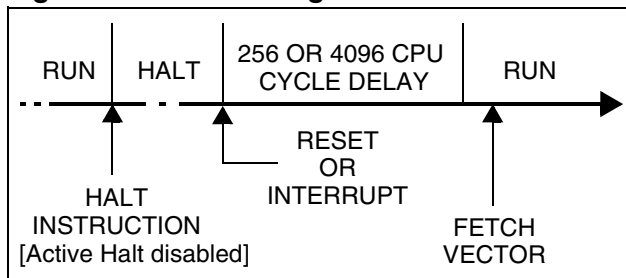 RUN
HALT
256 OR 4096 CPU
CYCLE DELAY
RUN
RESET
OR
INTERRUPT
HALT
INSTRUCTION
[Active Halt disabled]
FETCH
VECTOR